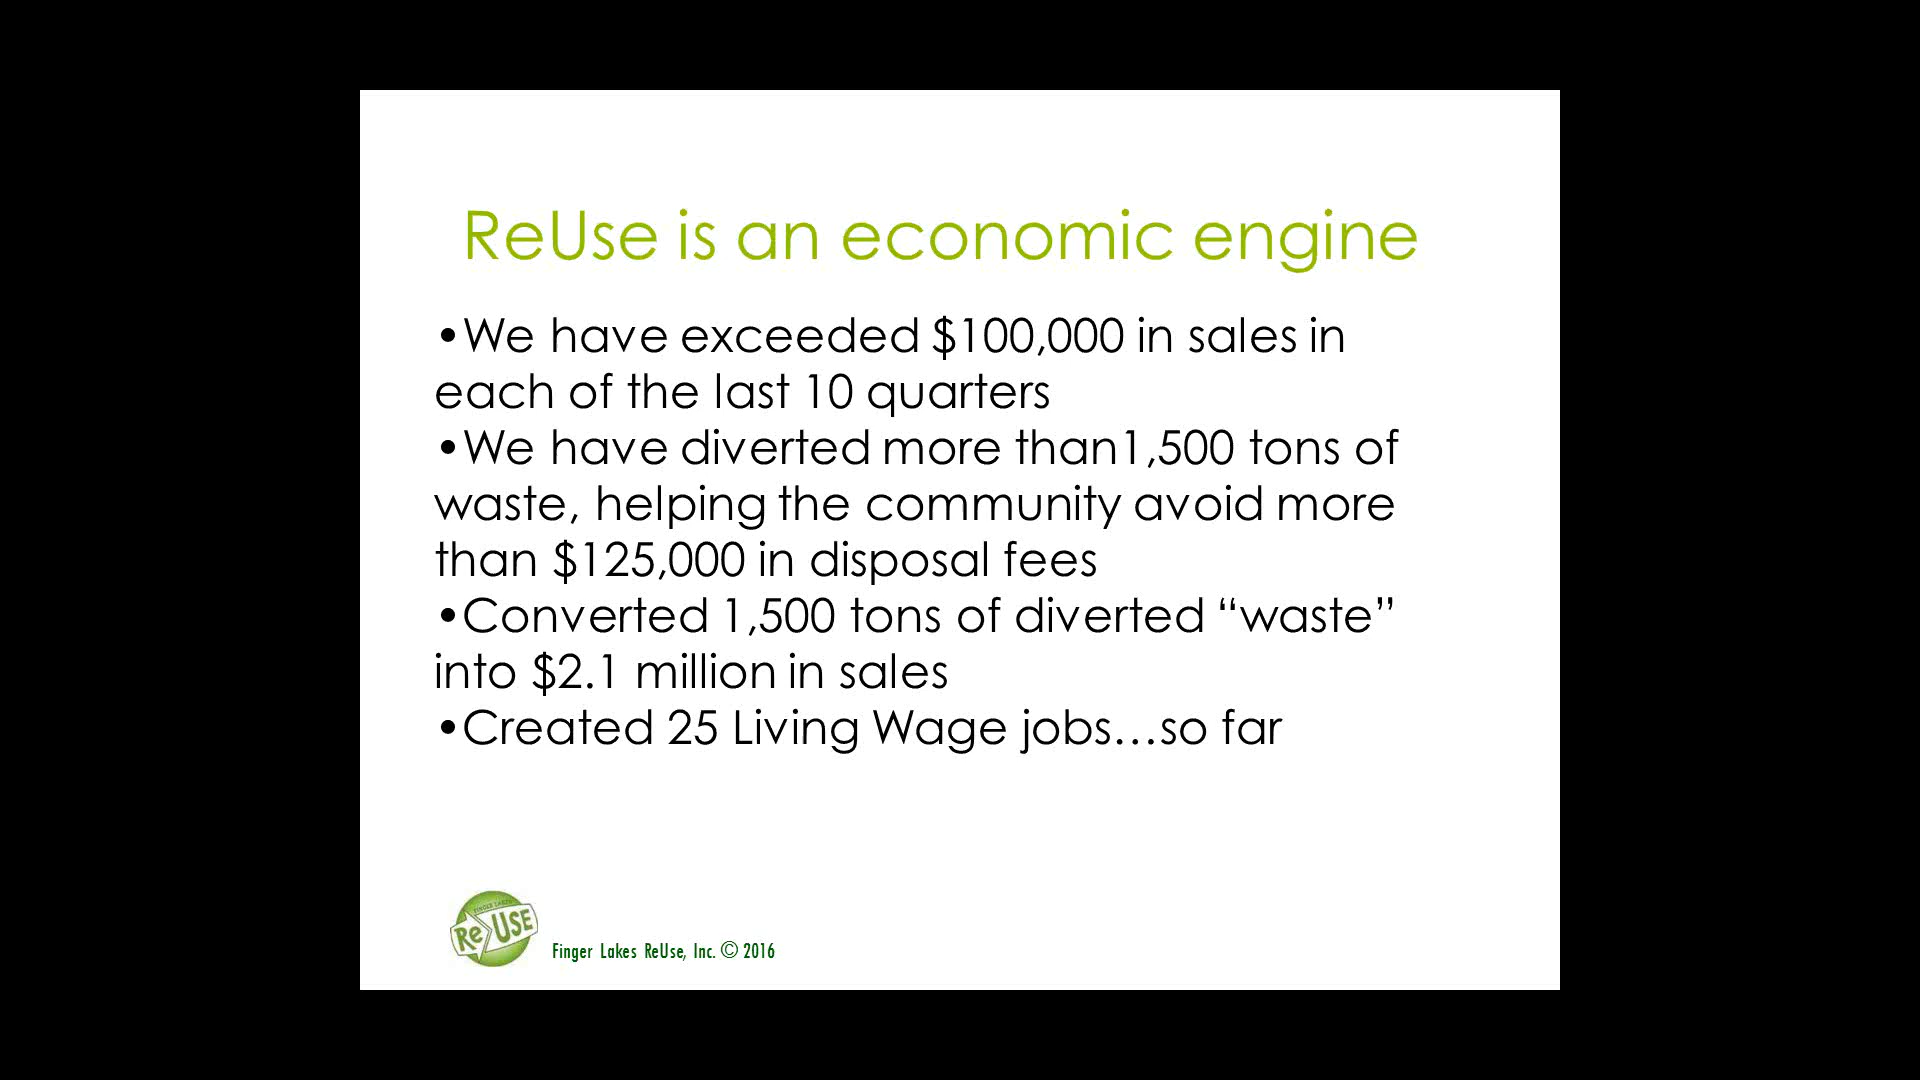 ReUse is an economic engine
•We have exceeded $100,000 in sales in
each of the last 10 quarters
•We have diverted more than1,500 tons of
waste, helping the community avoid more
than $125,000 in disposal fees
•Converted 1,500 tons of diverted “waste”
into $2.1 million in sales
•Created 25 Living Wage jobs…so far
FINGER LAKES
ReUSE
Finger Lakes ReUse, Inc. © 2016